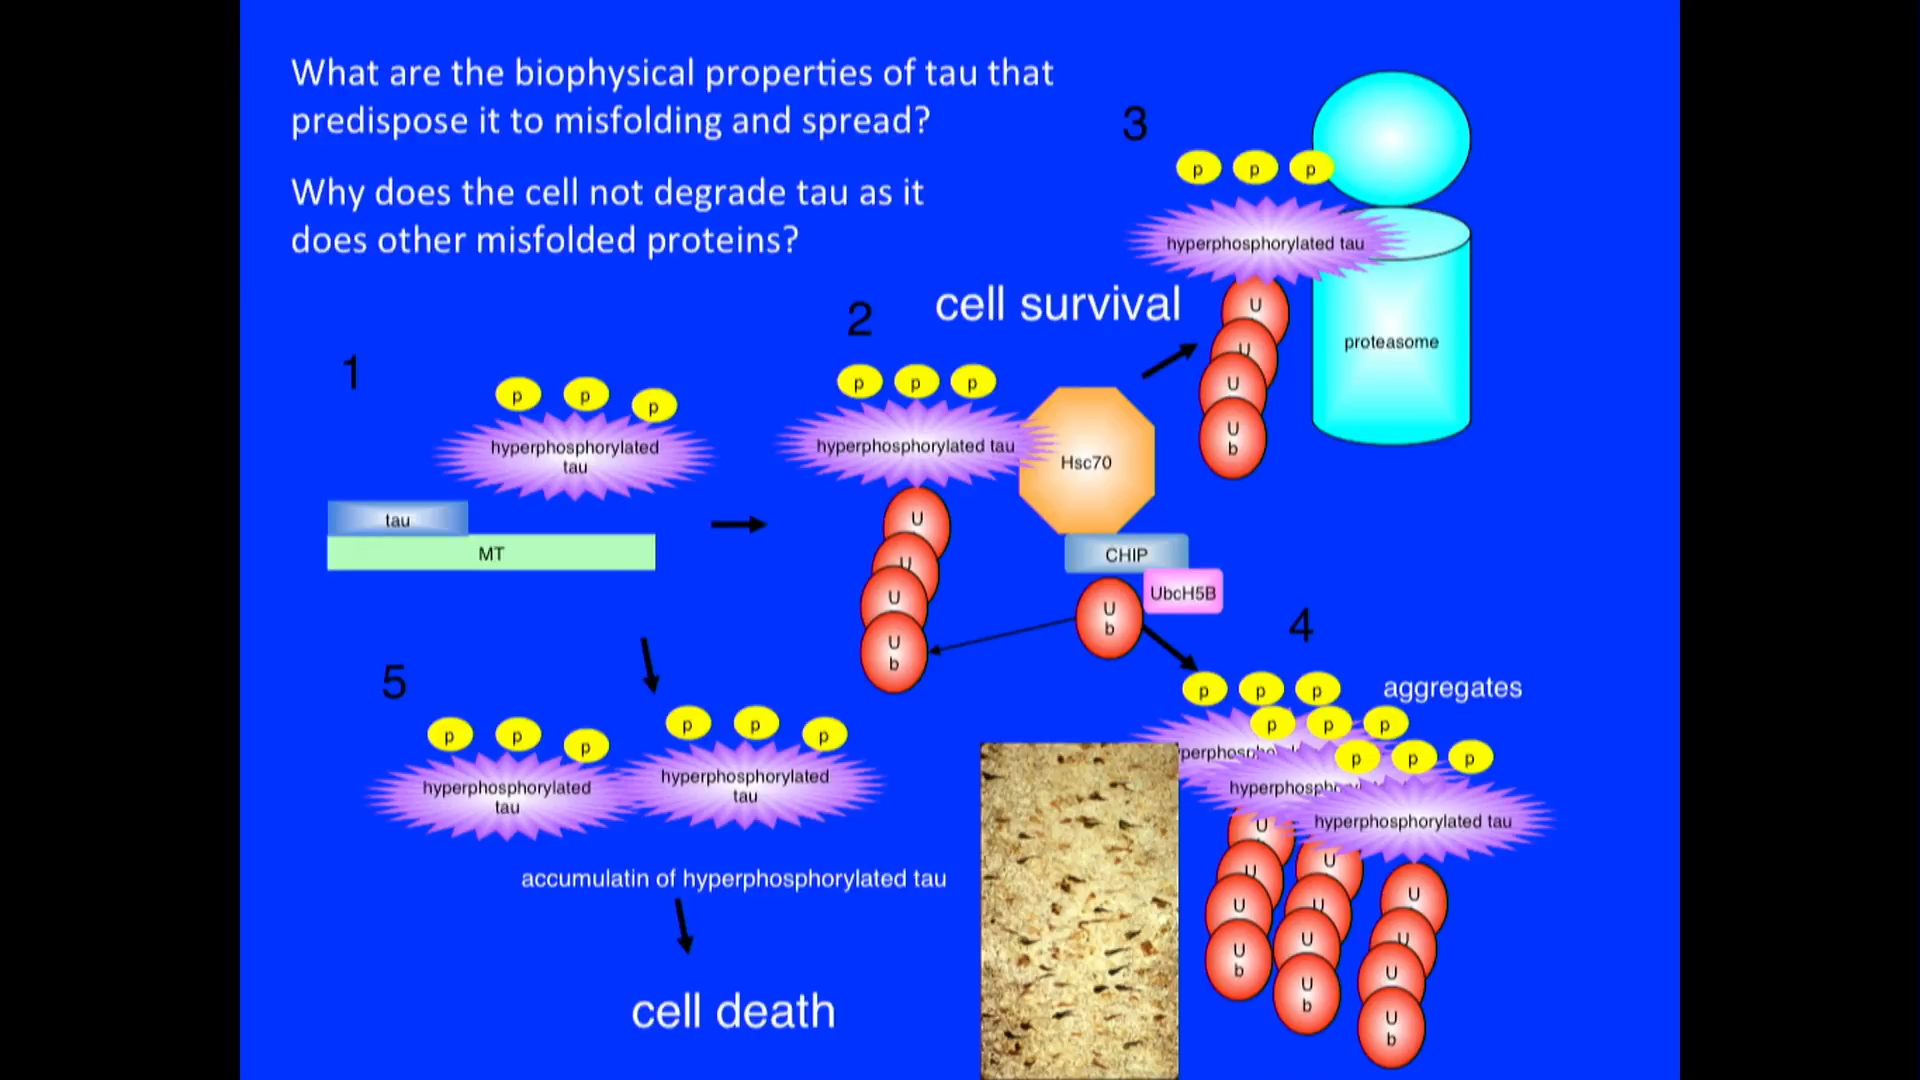 What are the biophysical properties of tau that
predispose it to misfolding and spread?
Why does the cell not degrade tau as it
does other misfolded proteins?
1
p p p
hyperphosphorylated
tau
tau
MT
2
cell survival
p p p
hyperphosphorylated tau
Hsc70
CHIP
UbcH5B
U
b
U
U
U
U
b
3
p p p
hyperphosphorylated tau
proteasome
U
U
U
U
b
4
aggregates
p p p
p p p
p p p
hyperphosphorylated tau
U
U
U
U
b
U
U
U
U
b
U
U
U
U
b
5
p p p
hyperphosphorylated
tau
p p p
hyperphosphorylated
tau
accumulatin of hyperphosphorylated tau
cell death